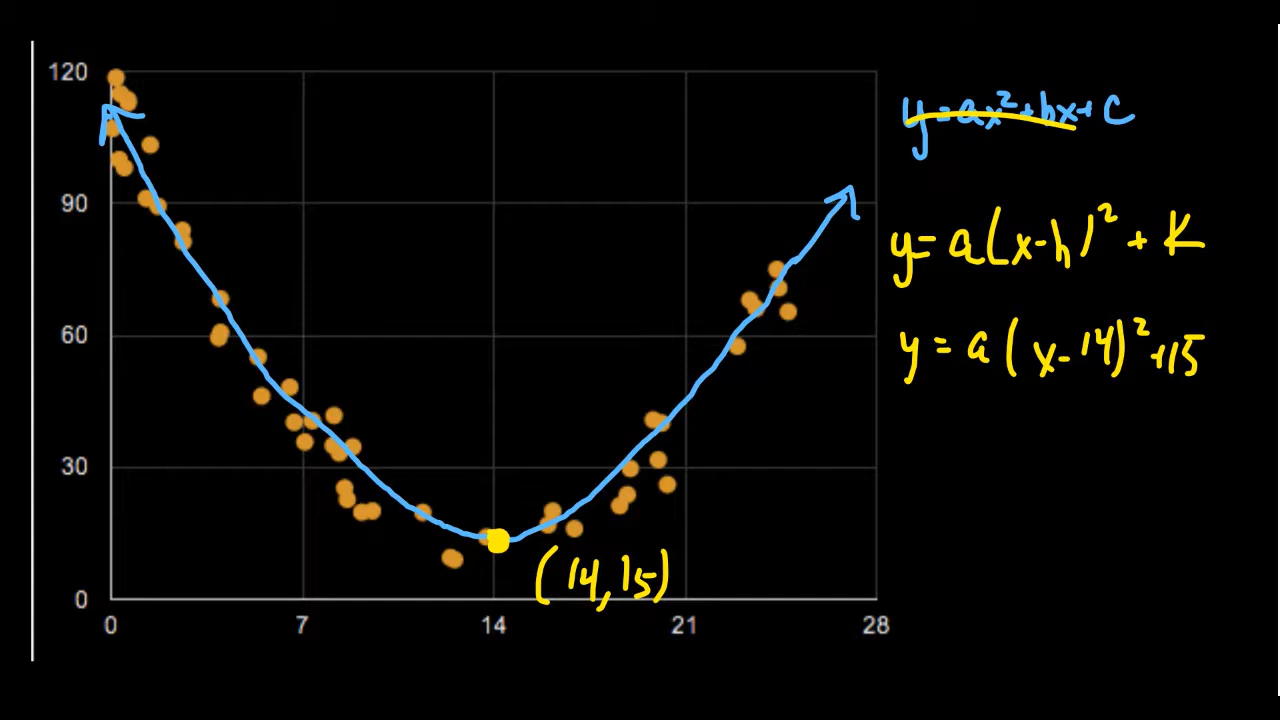 120
90
60
30
0
0 7 14 21 28
y=ax²+bx+c
y=a(x-h)²+k
y=a(x-14)²+15
(14,15)